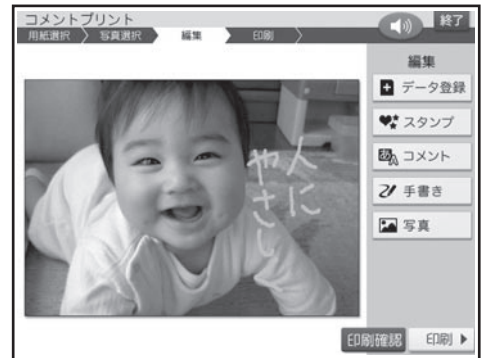 コメントプリント
終了
用紙選択
写真選択
編集
印刷
編集
データ登録
スタンプ
あA コメント
手書き
写真
人に
やさし
印刷確認
印刷